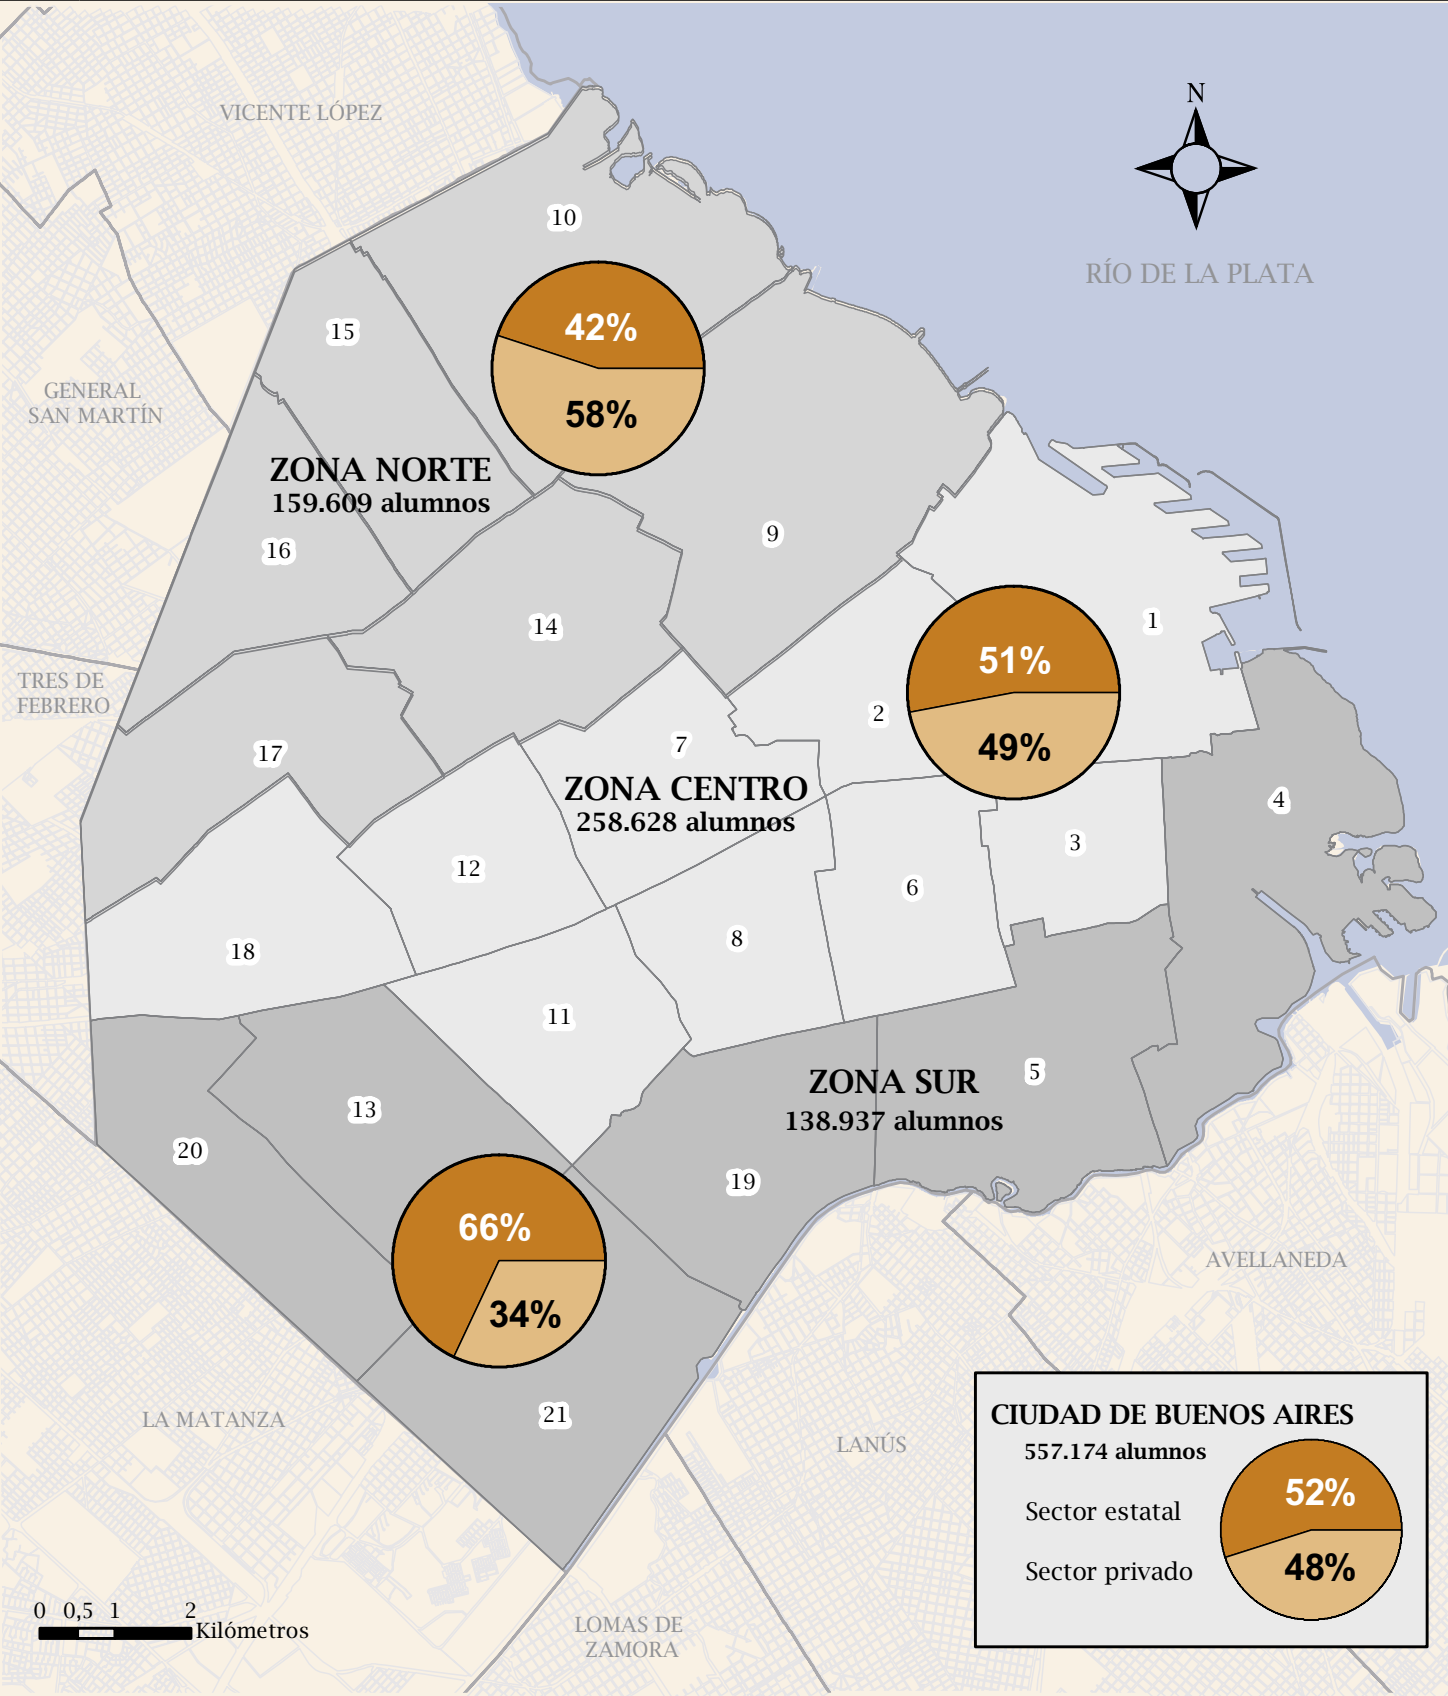 N
VICENTE LÓPEZ
10
RÍO DE LA PLATA
15
42%
58%
GENERAL
SAN MARTÍN
ZONA NORTE
159.609 alumnos
16
9
14
1
51%
49%
TRES DE
FEBRERO
2
17
7
ZONA CENTRO
258.628 alumnos
4
3
12
6
8
18
11
5
ZONA SUR
138.937 alumnos
13
20
19
66%
34%
AVELLANEDA
21
LA MATANZA
LANÚS
CIUDAD DE BUENOS AIRES
557.174 alumnos
52%
Sector estatal
48%
Sector privado
0 0,5 1 2
Kilómetros
LOMAS DE
ZAMORA